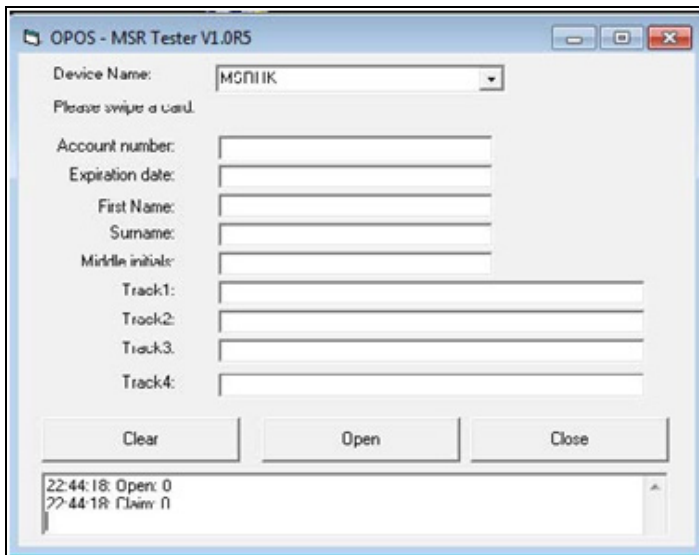 OPOS - MSR Tester V1.0R5
Device Name:
Please swipe a card.
Account number:
Expiration date:
First Name:
Surname:
Middle initials:
Track1:
Track2:
Track3:
Track4:
Clear Open Close
22:44:18: Open: 0
22:44:18: Claim: 0